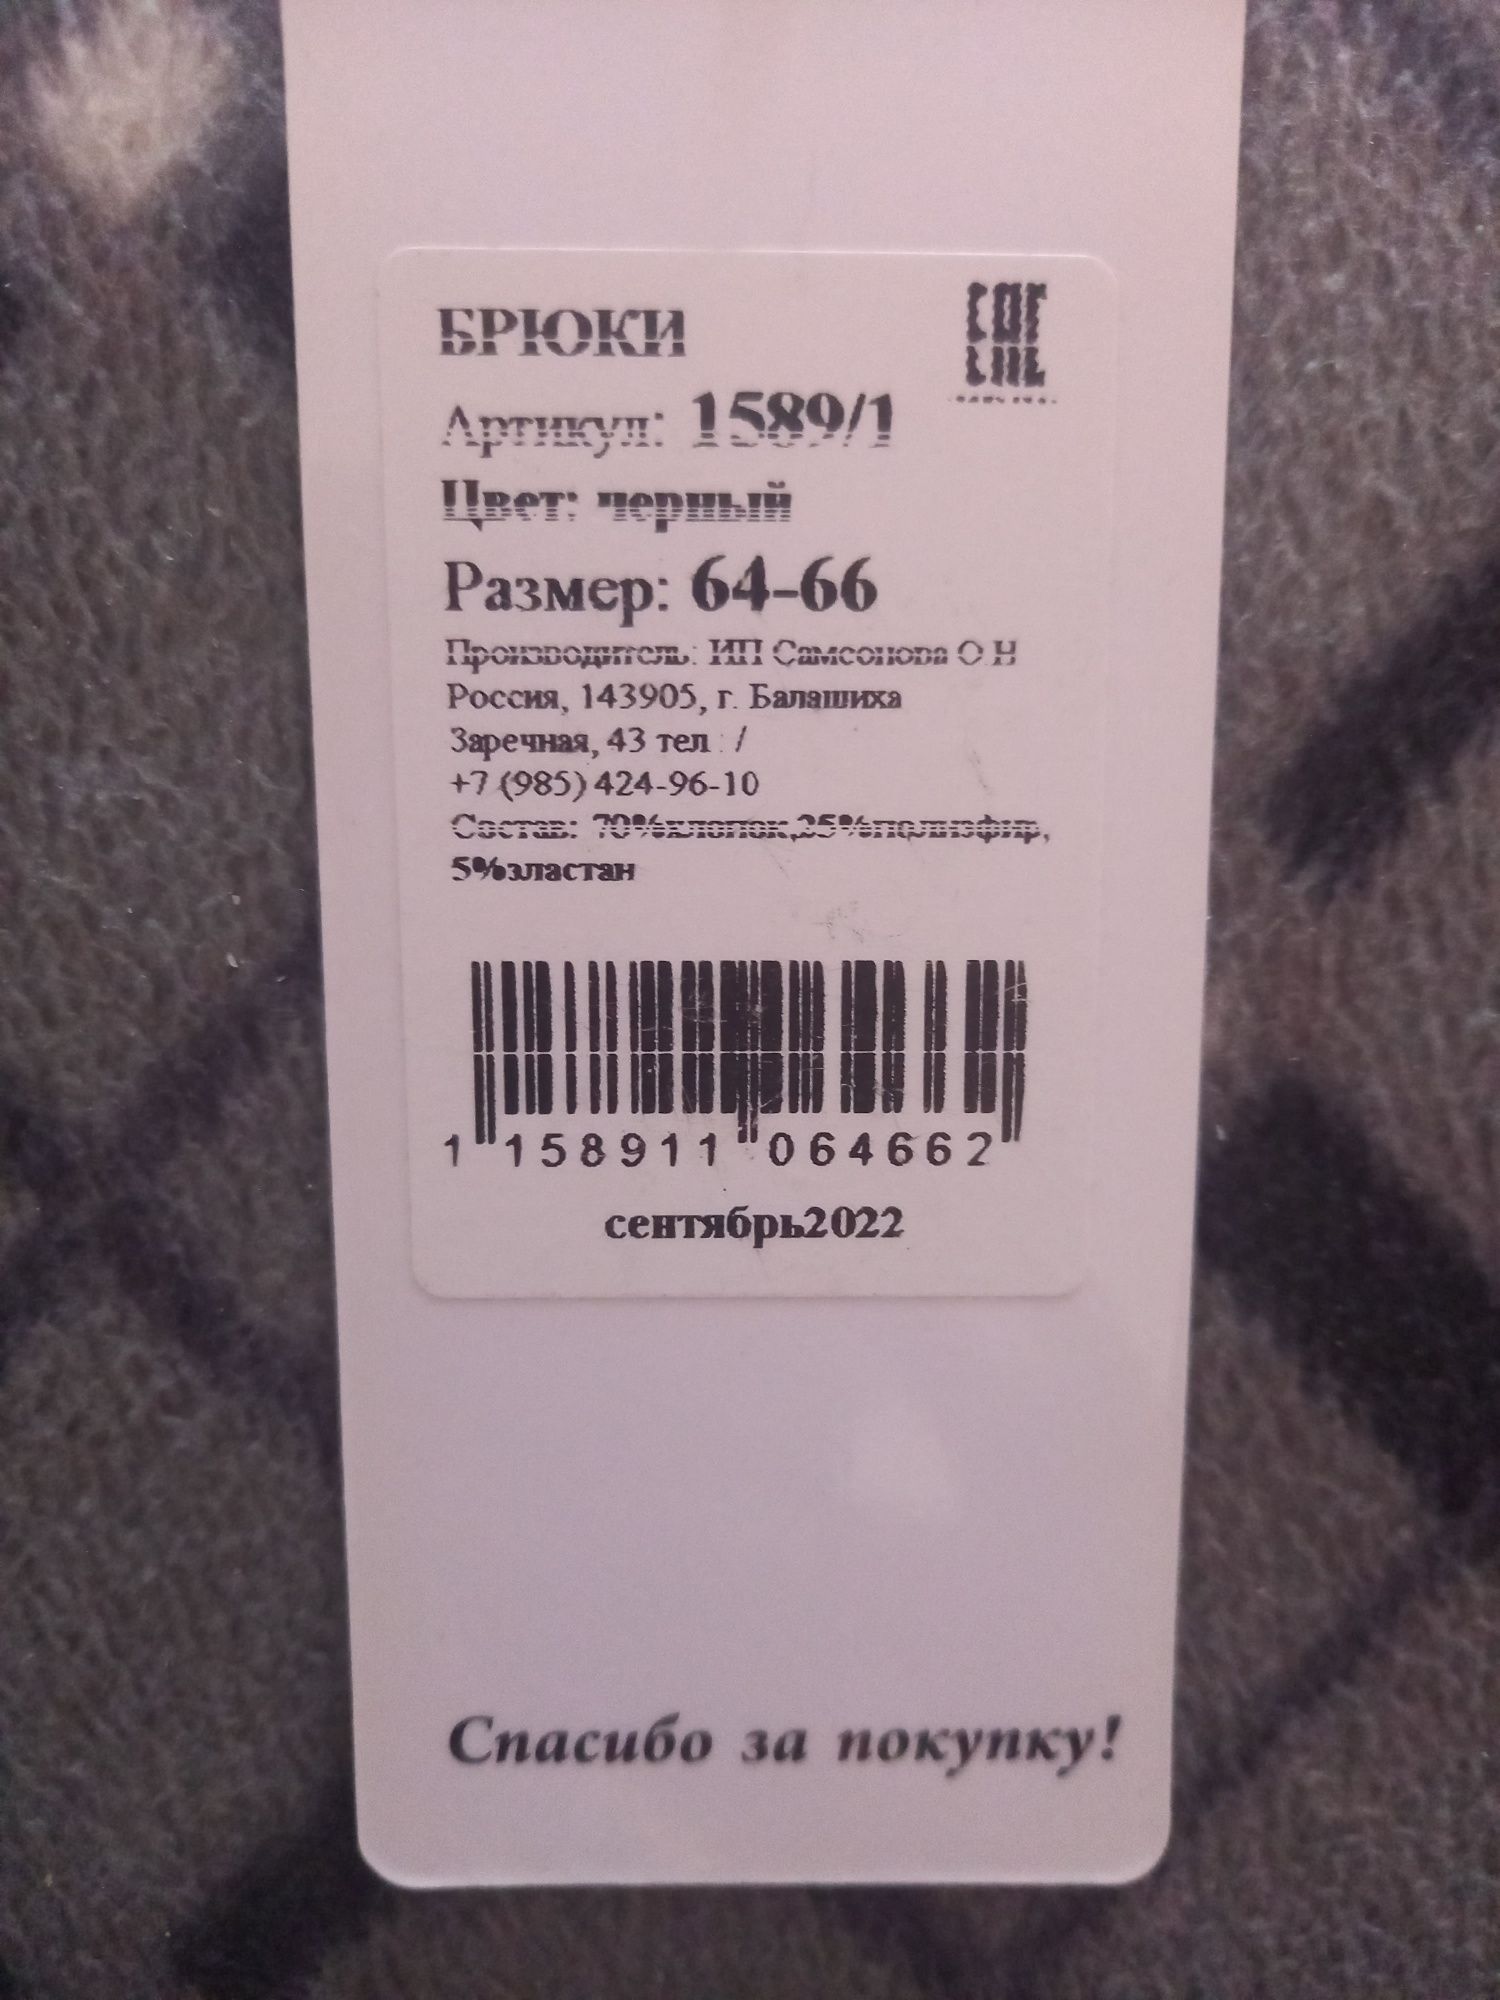 БРЮКИ
EAC
Артикул: 1589/1
Цвет: черный
Размер: 64-66
Производитель: ИП Самсонова О.Н
Россия, 143905, г. Балашиха
Заречная, 43 тел : /
+7 (985) 424-96-10
Состав: 70%хлопок,25%полиэфир,
5%эластан
1 158911 064662
сентябрь2022
Спасибо за покупку!